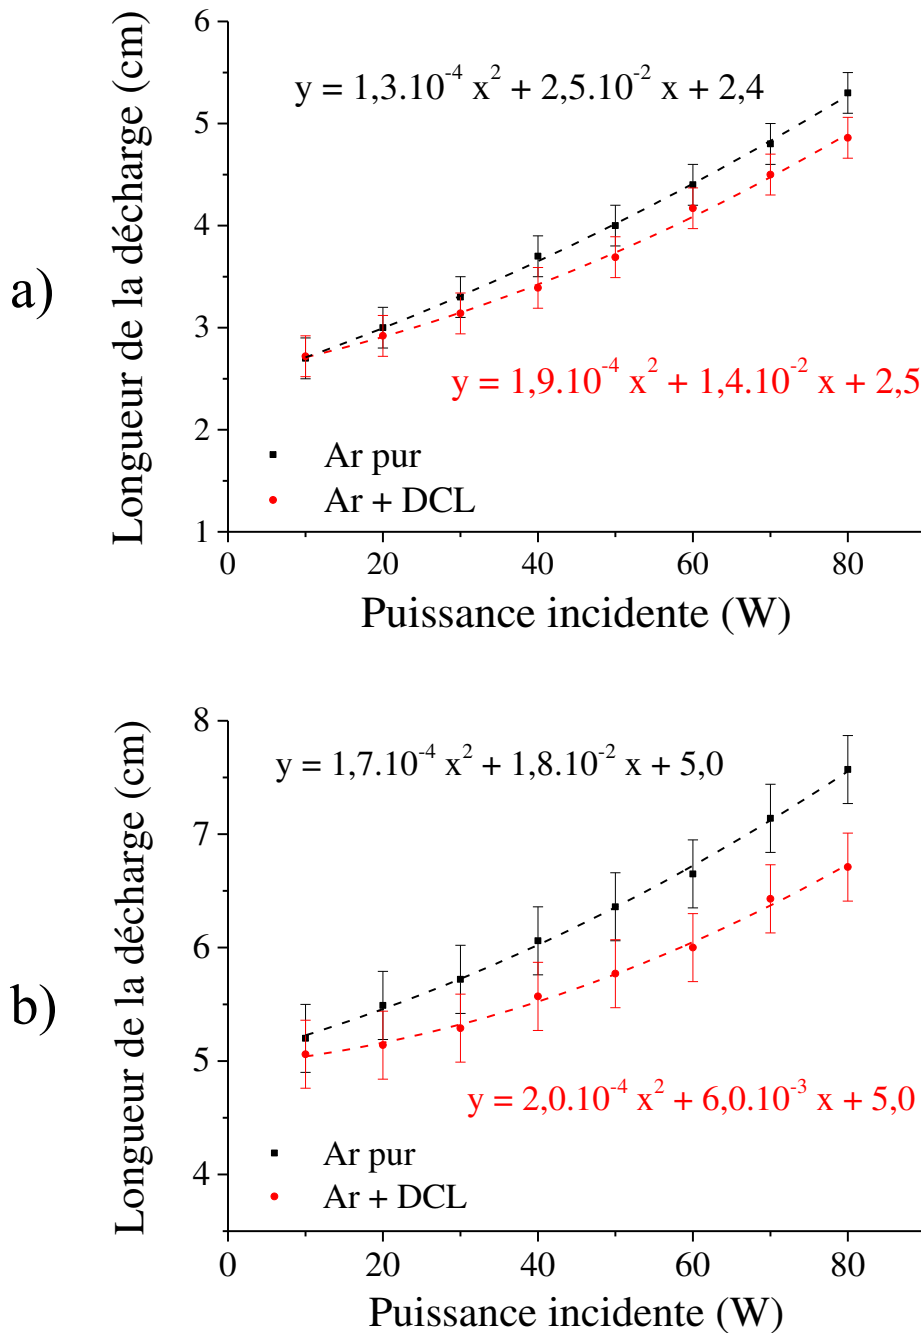 a)
Longueur de la décharge (cm)
6
5
4
3
2
1
y = 1,3.10⁻⁴ x² + 2,5.10⁻² x + 2,4
y = 1,9.10⁻⁴ x² + 1,4.10⁻² x + 2,5
Ar pur
Ar + DCL
0 20 40 60 80
Puissance incidente (W)
b)
Longueur de la décharge (cm)
8
7
6
5
4
y = 1,7.10⁻⁴ x² + 1,8.10⁻² x + 5,0
y = 2,0.10⁻⁴ x² + 6,0.10⁻³ x + 5,0
Ar pur
Ar + DCL
0 20 40 60 80
Puissance incidente (W)